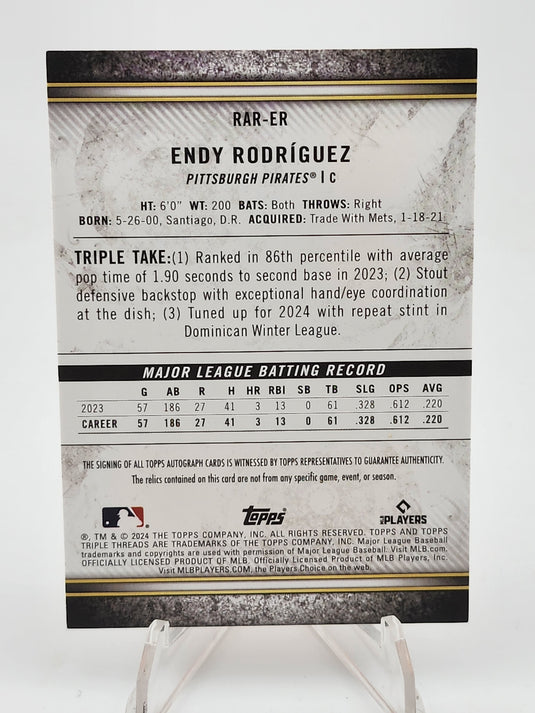 RAR-ER
ENDY RODRÍGUEZ
PITTSBURGH PIRATES® | C
HT: 6'0" WT: 200 BATS: Both THROWS: Right
BORN: 5-26-00, Santiago, D.R. ACQUIRED: Trade With Mets, 1-18-21
TRIPLE TAKE:(1) Ranked in 86th percentile with average
pop time of 1.90 seconds to second base in 2023; (2) Stout
defensive backstop with exceptional hand/eye coordination
at the dish; (3) Tuned up for 2024 with repeat stint in
Dominican Winter League.
MAJOR LEAGUE BATTING RECORD
G AB R H HR RBI SB TB SLG OPS AVG
2023 57 186 27 41 3 13 0 61 .328 .612 .220
CAREER 57 186 27 41 3 13 0 61 .328 .612 .220
THE SIGNING OF ALL TOPPS AUTOGRAPH CARDS IS WITNESSED BY TOPPS REPRESENTATIVES TO GUARANTEE AUTHENTICITY.
The relics contained on this card are not from any specific game, event, or season.
Topps
MLB PLAYERS
®, TM & © 2024 THE TOPPS COMPANY, INC. ALL RIGHTS RESERVED. TOPPS AND TOPPS
TRIPLE THREADS ARE TRADEMARKS OF THE TOPPS COMPANY, INC. Major League Baseball
trademarks and copyrights are used with permission of Major League Baseball. Visit MLB.com.
OFFICIALLY LICENSED PRODUCT OF MLB. Officially Licensed Product of MLB Players, Inc.
Visit MLBPLAYERS.COM, the Players Choice on the web.